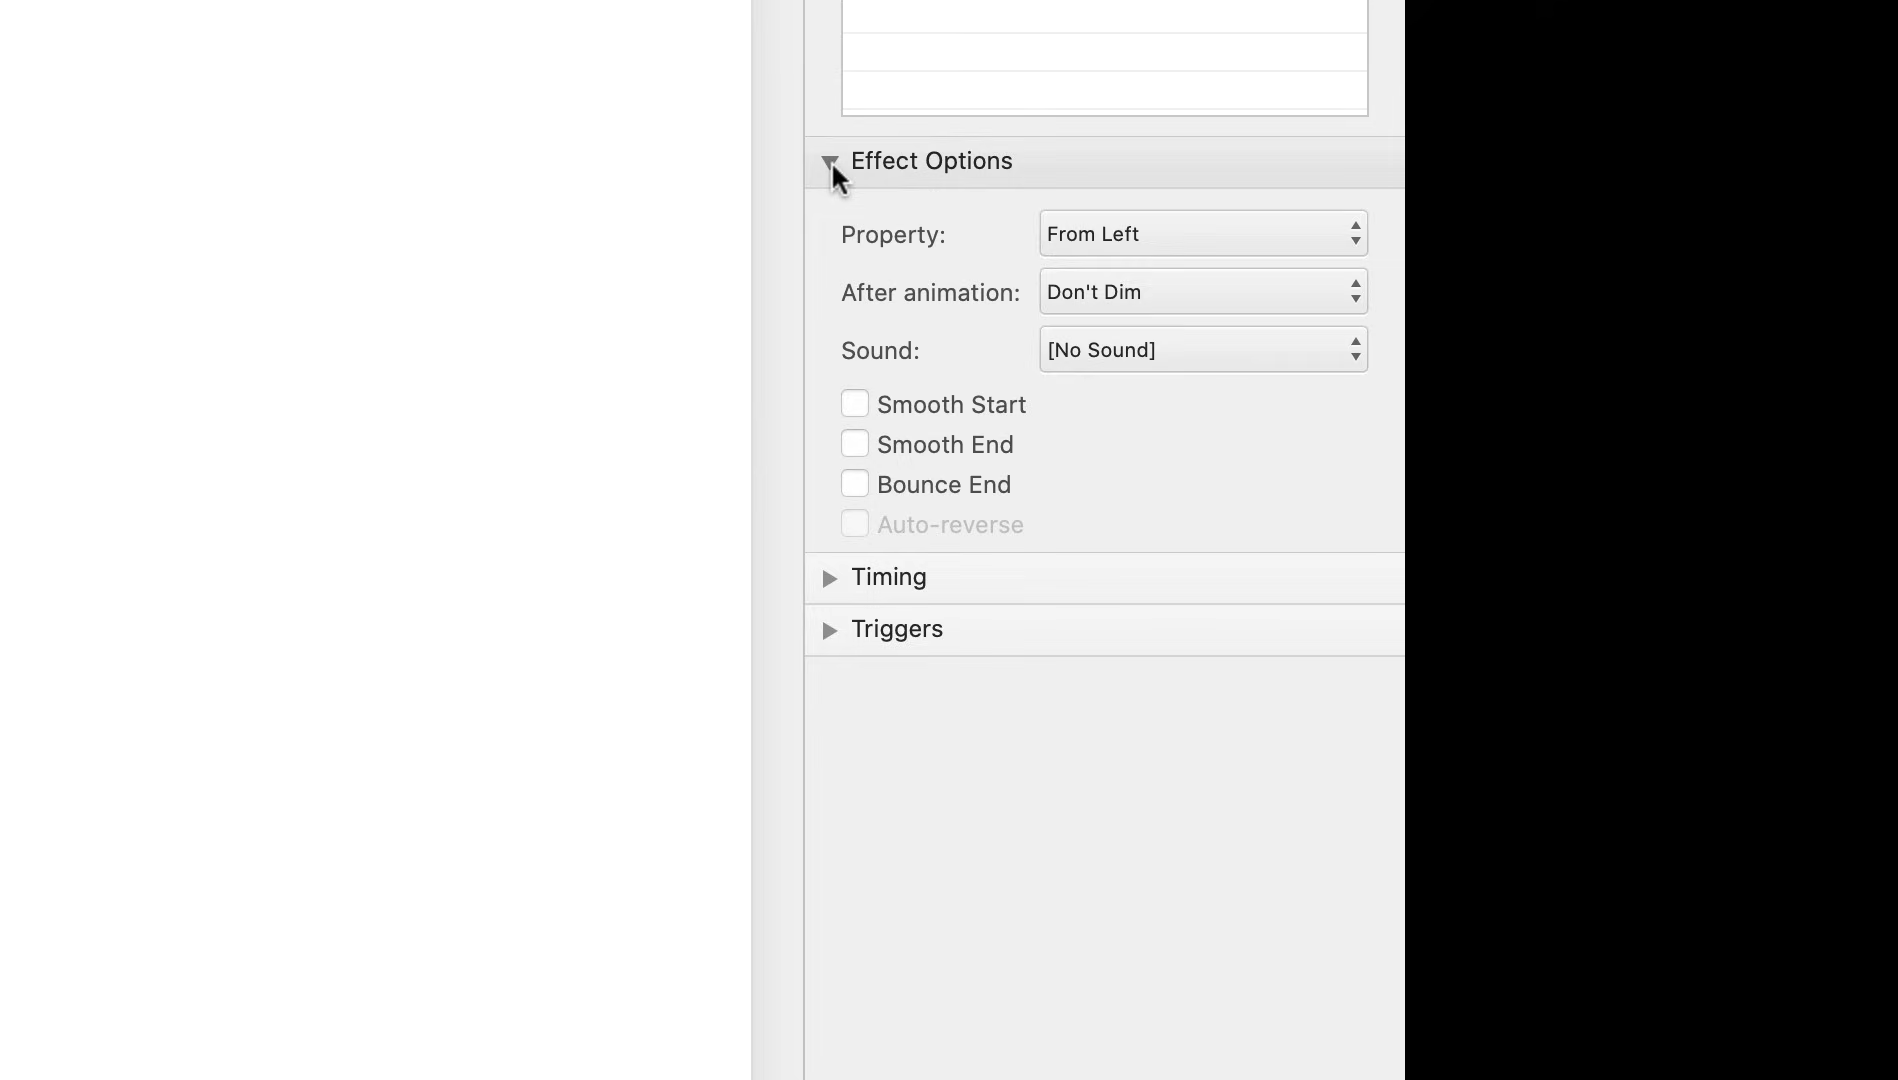 Effect Options
Property: From Left
After animation: Don't Dim
Sound: [No Sound]
Smooth Start
Smooth End
Bounce End
Auto-reverse
Timing
Triggers